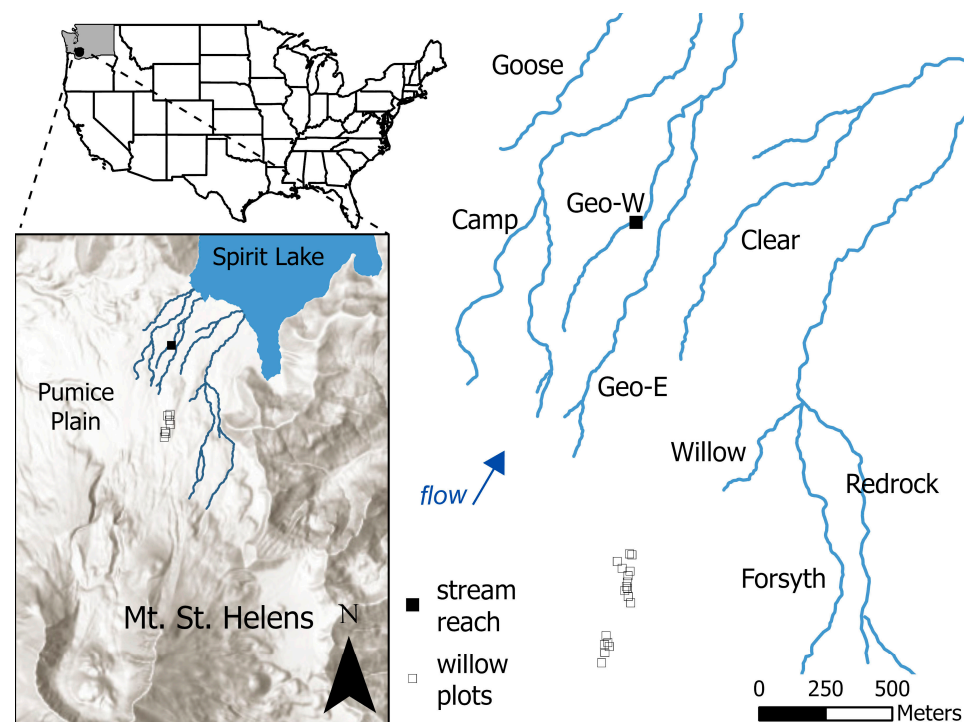 Goose
Geo-W
Camp
Clear
Spirit Lake
Pumice
Plain
Geo-E
Willow
flow
Redrock
Forsyth
Mt. St. Helens
N
stream
reach
willow
plots
0 250 500
Meters